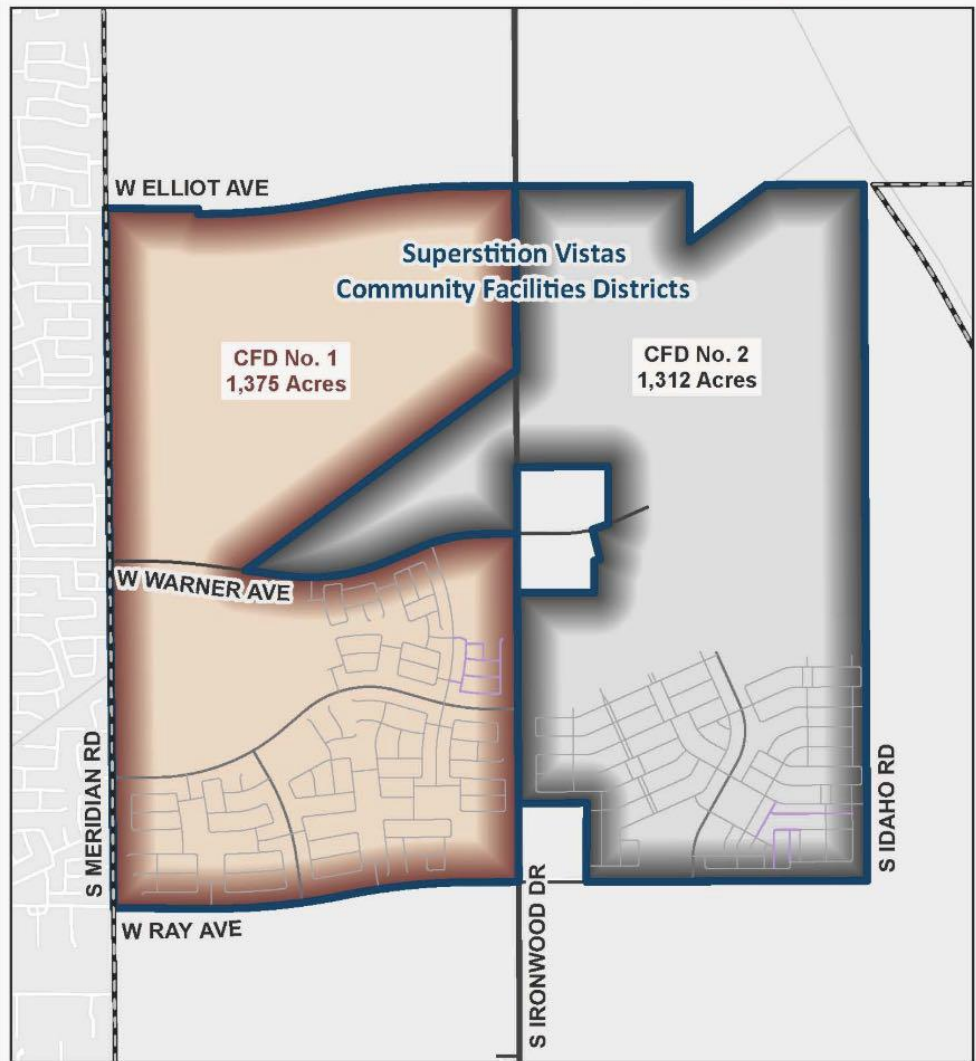 W ELLIOT AVE
Superstition Vistas
Community Facilities Districts
CFD No. 1
1,375 Acres
CFD No. 2
1,312 Acres
W WARNER AVE
S MERIDIAN RD
S IDAHO RD
W RAY AVE
S IRONWOOD DR